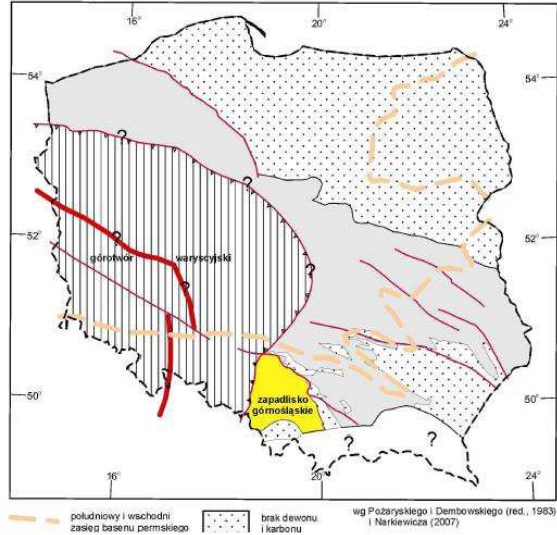 16° 20° 24°
54° 54°
?
?
52° 52°
górotwór ? waryscyjski ?
?
50° 50°
zapadlisko
górnośląskie
? ?
16° 20° 24°
południowy i wschodni
zasięg basenu permskiego
brak dewonu
i karbonu
wg Pożaryskiego i Dembowskiego (red., 1983)
i Narkiewicza (2007)